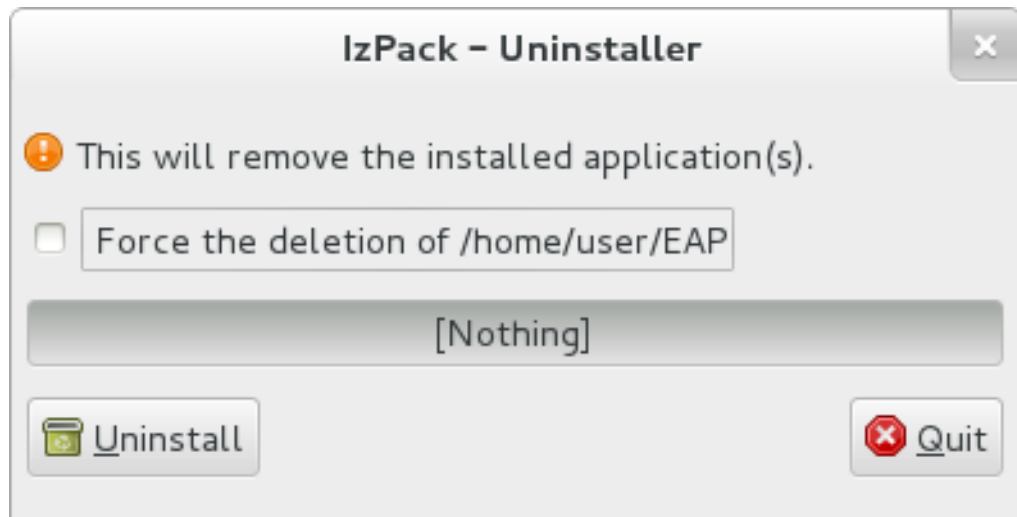 IzPack – Uninstaller
This will remove the installed application(s).
Force the deletion of /home/user/EAP
[Nothing]
Uninstall
Quit